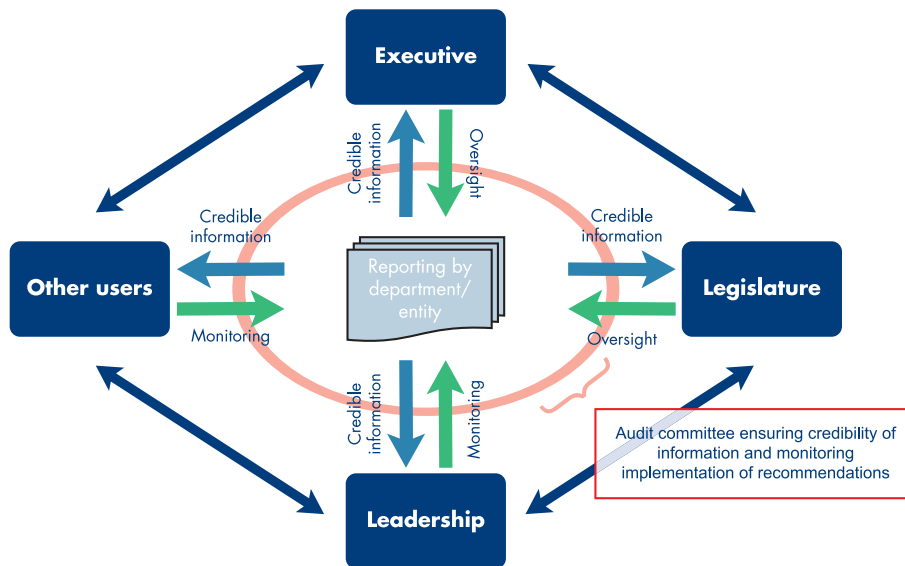 Executive
Credible
information
Oversight
Credible
information
Credible
information
Other users
Reporting by
department/
entity
Legislature
Monitoring
Oversight
Credible
information
Monitoring
Audit committee ensuring credibility of
information and monitoring
implementation of recommendations
Leadership